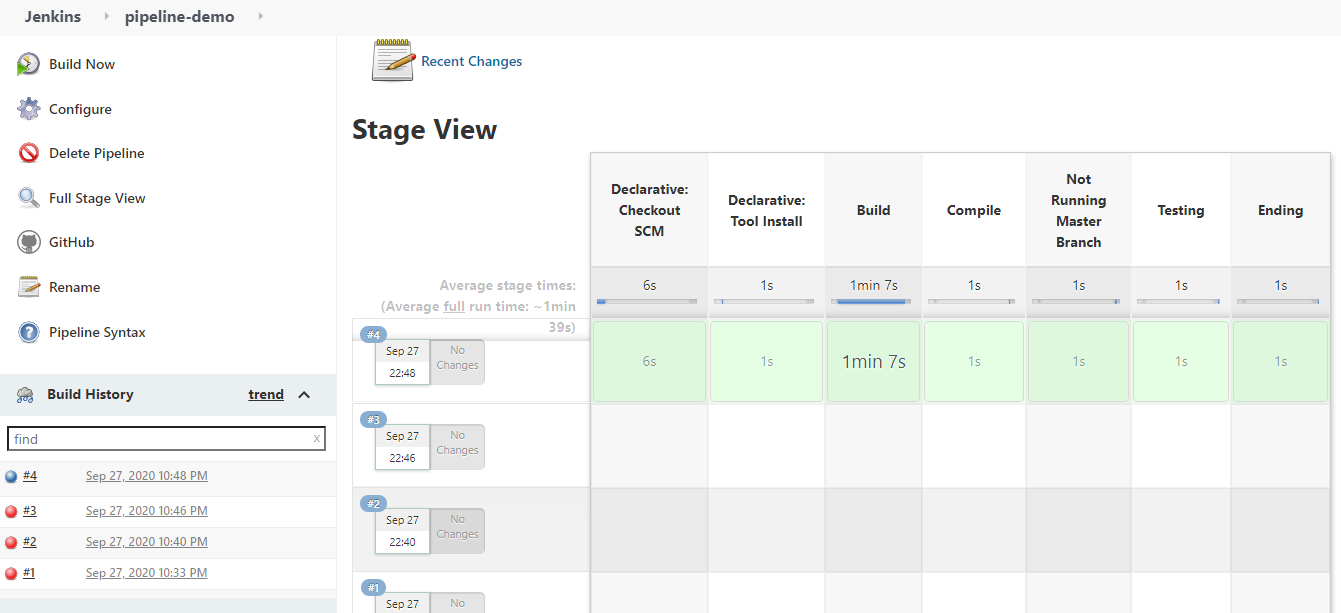 Jenkins pipeline-demo
Build Now
Configure
Delete Pipeline
Full Stage View
GitHub
Rename
Pipeline Syntax
Build History trend
find x
#4 Sep 27, 2020 10:48 PM
#3 Sep 27, 2020 10:46 PM
#2 Sep 27, 2020 10:40 PM
#1 Sep 27, 2020 10:33 PM
Recent Changes
Stage View
Declarative:
Checkout
SCM
Declarative:
Tool Install
Build
Compile
Not
Running
Master
Branch
Testing
Ending
Average stage times:
(Average full run time: ~1min
39s)
6s 1s 1min 7s 1s 1s 1s 1s
#4
Sep 27
22:48
No
Changes
6s 1s 1min 7s 1s 1s 1s 1s
#3
Sep 27
22:46
No
Changes
#2
Sep 27
22:40
No
Changes
#1
Sep 27
No